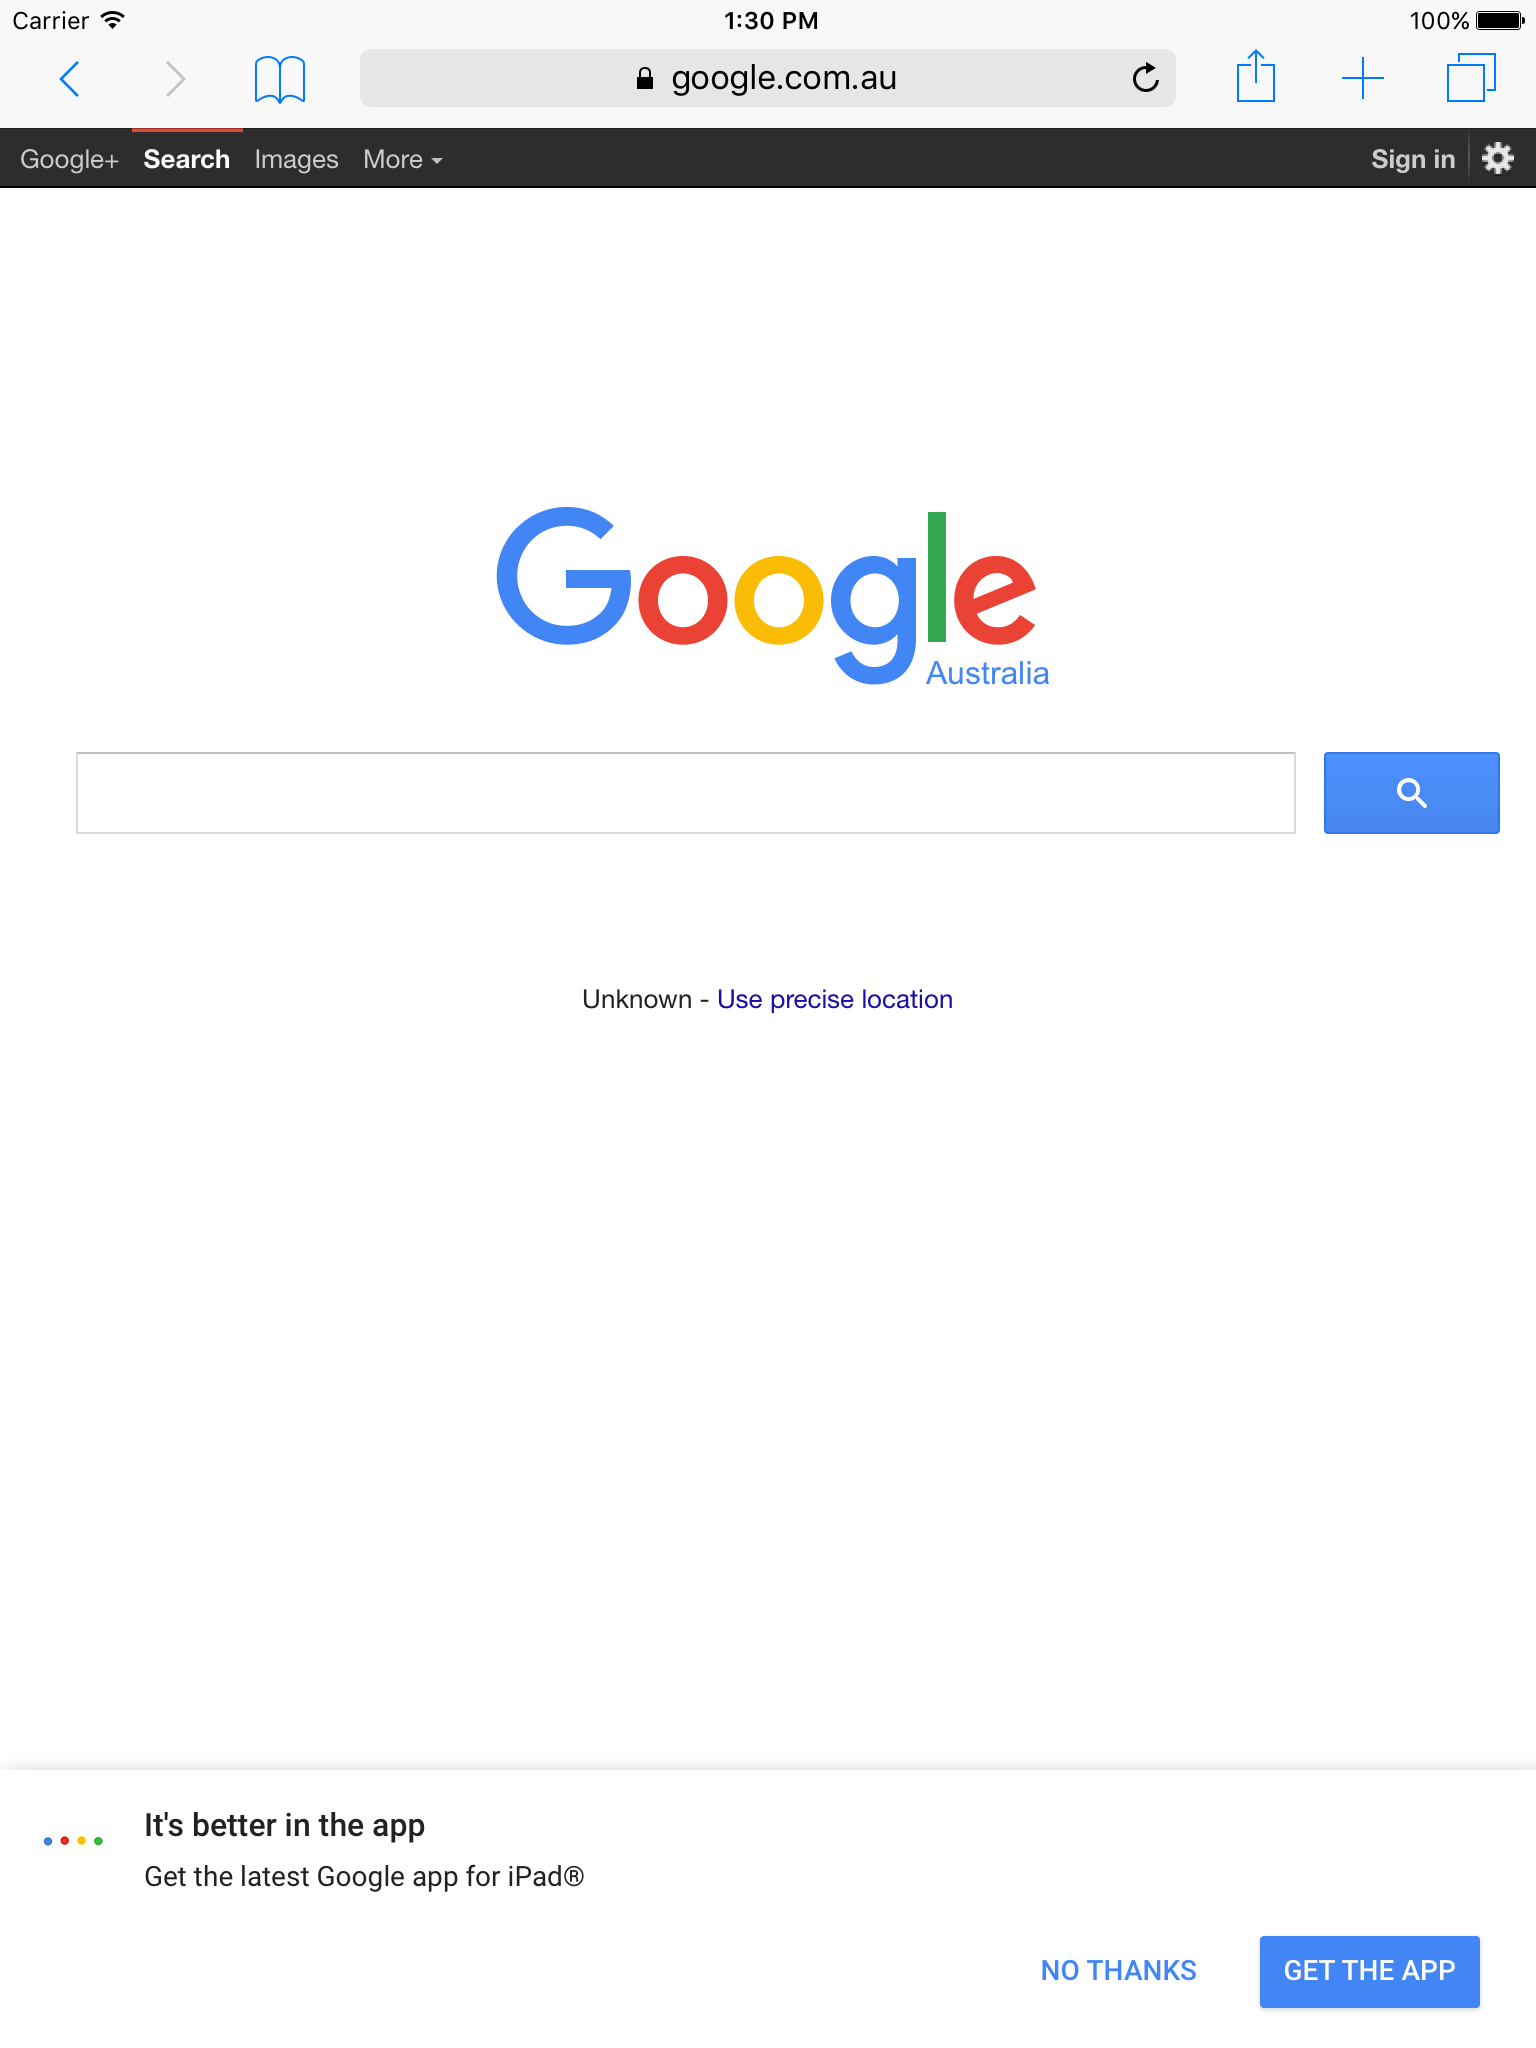 Carrier 1:30 PM 100%
google.com.au
Google+ Search Images More Sign in
Google
Australia
Unknown - Use precise location
It's better in the app
Get the latest Google app for iPad®
NO THANKS GET THE APP